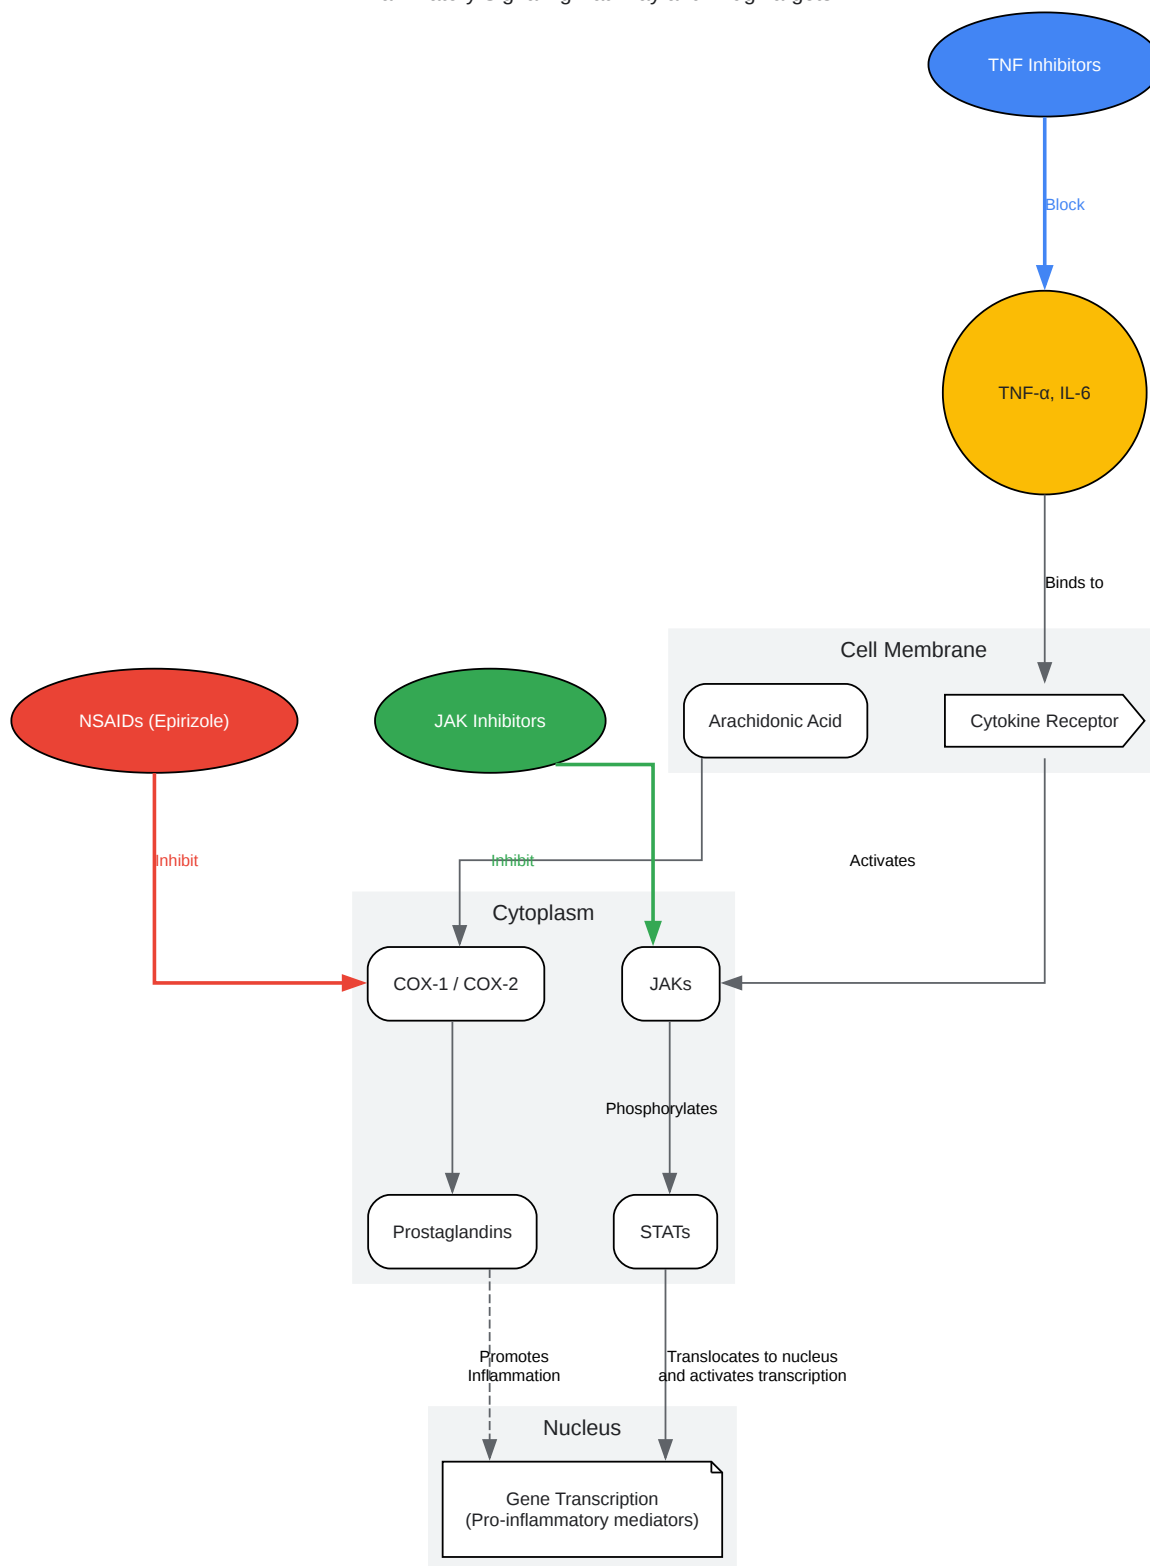 TNF Inhibitors
Block
TNF-α, IL-6
Binds to
Cell Membrane
NSAIDs (Epirizole)
JAK Inhibitors
Arachidonic Acid
Cytokine Receptor
Inhibit
Inhibit
Activates
Cytoplasm
COX-1 / COX-2
JAKs
Phosphorylates
Prostaglandins
STATs
Promotes
Inflammation
Translocates to nucleus
and activates transcription
Nucleus
Gene Transcription
(Pro-inflammatory mediators)